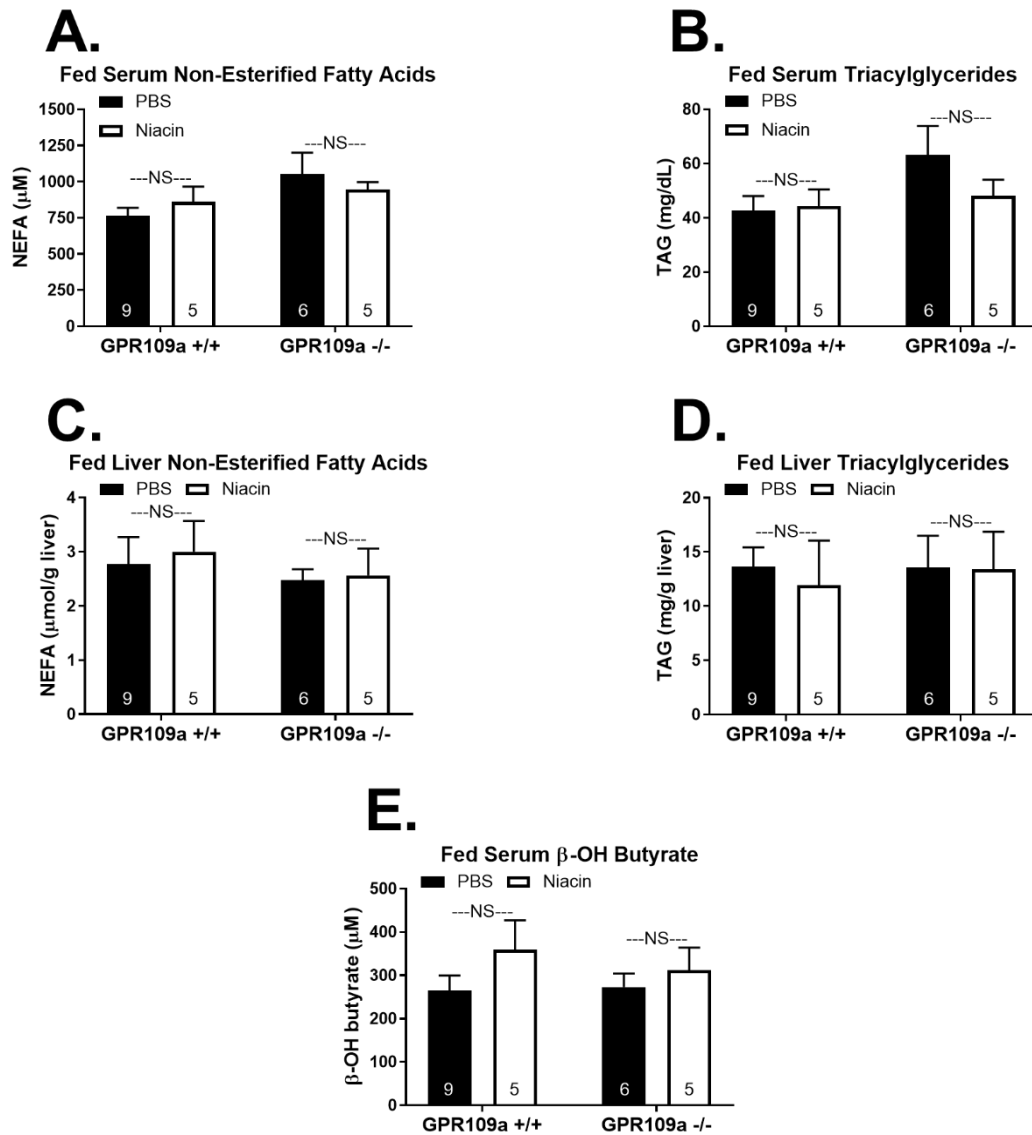 A.
Fed Serum Non-Esterified Fatty Acids
PBS
Niacin
NEFA (μM)
1500
1250
1000
750
500
250
0
---NS---
---NS---
9
5
6
5
GPR109a +/+
GPR109a -/-
B.
Fed Serum Triacylglycerides
PBS
Niacin
TAG (mg/dL)
80
60
40
20
0
---NS---
---NS---
9
5
6
5
GPR109a +/+
GPR109a -/-
C.
Fed Liver Non-Esterified Fatty Acids
PBS
Niacin
NEFA (μmol/g liver)
4
3
2
1
0
---NS---
---NS---
9
5
6
5
GPR109a +/+
GPR109a -/-
D.
Fed Liver Triacylglycerides
PBS
Niacin
TAG (mg/g liver)
20
15
10
5
0
---NS---
---NS---
9
5
6
5
GPR109a +/+
GPR109a -/-
E.
Fed Serum β-OH Butyrate
PBS
Niacin
β-OH butyrate (μM)
500
400
300
200
100
0
---NS---
---NS---
9
5
6
5
GPR109a +/+
GPR109a -/-